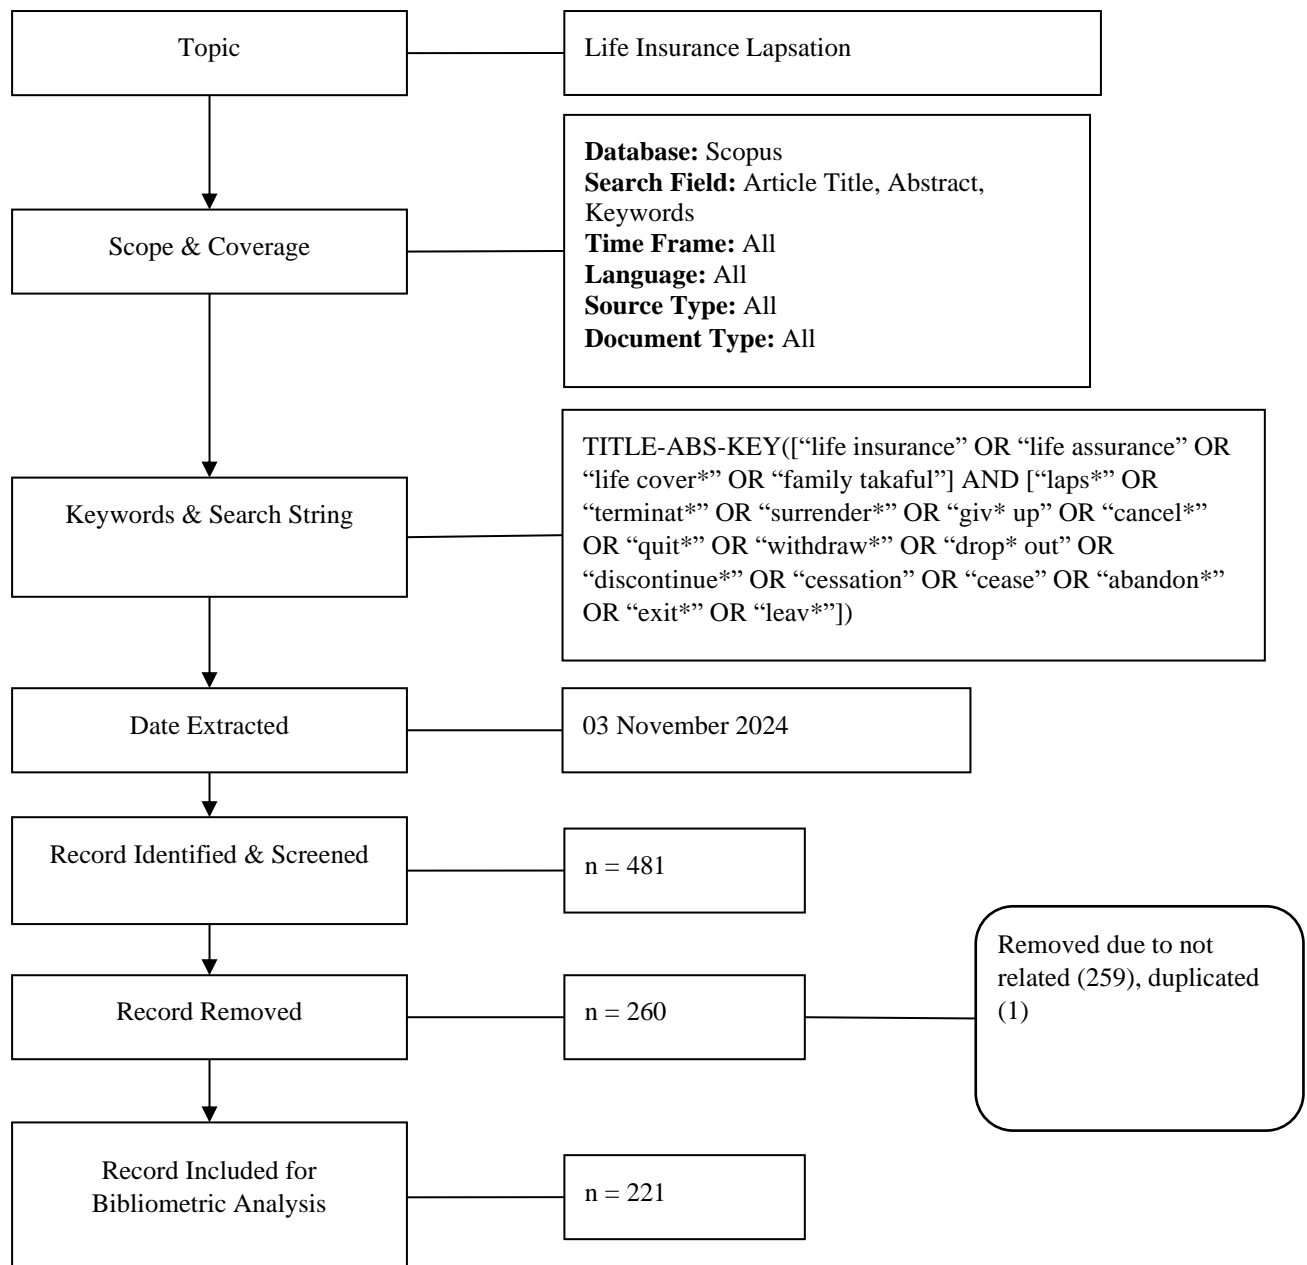 Topic
Life Insurance Lapsation
Database: Scopus
Search Field: Article Title, Abstract,
Keywords
Time Frame: All
Language: All
Source Type: All
Document Type: All
Scope & Coverage
TITLE-ABS-KEY([“life insurance” OR “life assurance” OR
“life cover*” OR “family takaful”] AND [“laps*” OR
“terminat*” OR “surrender*” OR “giv* up” OR “cancel*”
OR “quit*” OR “withdraw*” OR “drop* out” OR
“discontinue*” OR “cessation” OR “cease” OR “abandon*”
OR “exit*” OR “leav*”])
Keywords & Search String
Date Extracted
03 November 2024
Record Identified & Screened
n = 481
Record Removed
n = 260
Removed due to not
related (259), duplicated
(1)
Record Included for
Bibliometric Analysis
n = 221